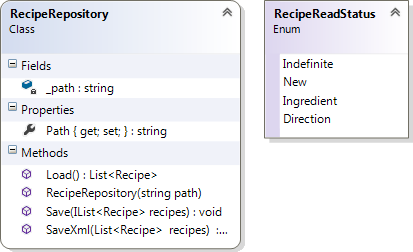 RecipeRepository
Class
Fields
_path : string
Properties
Path { get; set; } : string
Methods
Load() : List<Recipe>
RecipeRepository(string path)
Save(IList<Recipe> recipes) : void
SaveXml(List<Recipe> recipes) :...
RecipeReadStatus
Enum
Indefinite
New
Ingredient
Direction